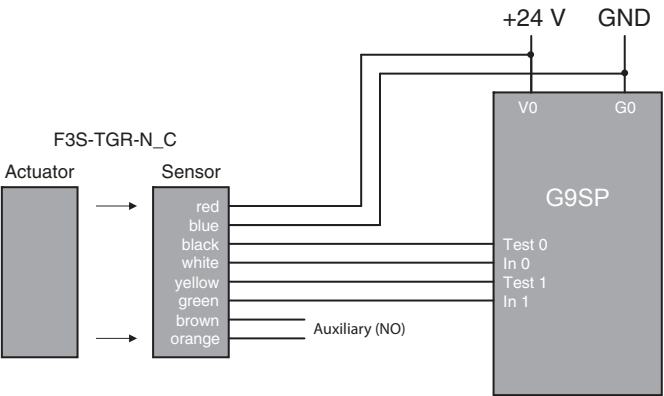 +24 V GND
V0 G0
F3S-TGR-N_C
Actuator Sensor
G9SP
red
blue
black Test 0
white In 0
yellow Test 1
green In 1
brown
Auxiliary (NO)
orange